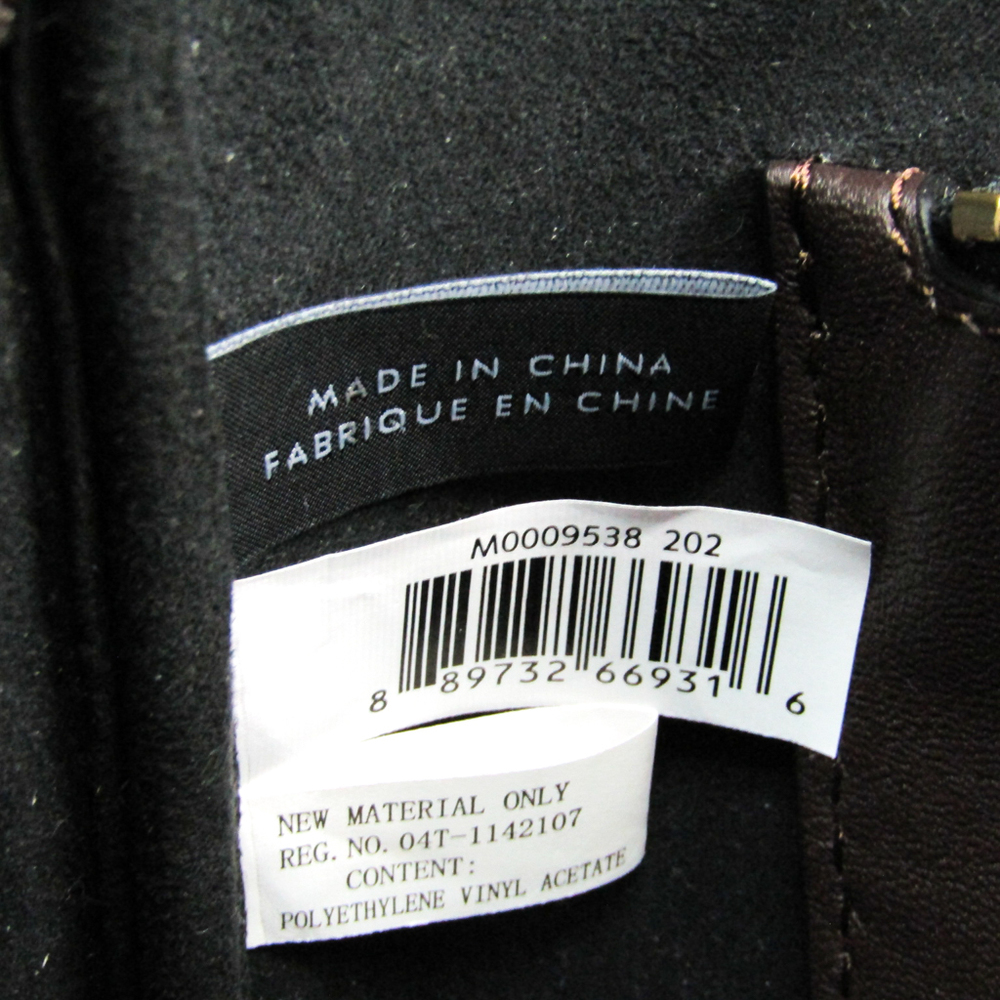 MADE IN CHINA
FABRIQUE EN CHINE
M0009538 202
8 89732 66931 6
NEW MATERIAL ONLY
REG. NO. 04T-1142107
CONTENT:
POLYETHYLENE VINYL ACETATE